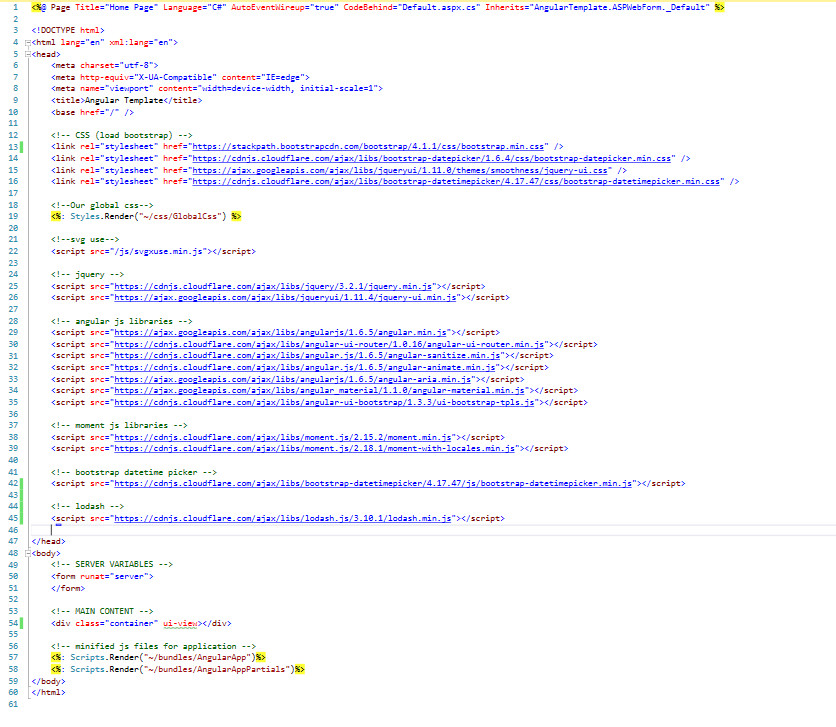 1 <%@ Page Title="Home Page" Language="C#" AutoEventWireup="true" CodeBehind="Default.aspx.cs" Inherits="AngularTemplate.ASPWebForm._Default" %>
2
3 <!DOCTYPE html>
4 <html lang="en" xml:lang="en">
5 <head>
6 <meta charset="utf-8">
7 <meta http-equiv="X-UA-Compatible" content="IE=edge">
8 <meta name="viewport" content="width=device-width, initial-scale=1">
9 <title>Angular Template</title>
10 <base href="/" />
11
12 <!-- CSS (load bootstrap) -->
13 <link rel="stylesheet" href="https://stackpath.bootstrapcdn.com/bootstrap/4.1.1/css/bootstrap.min.css" />
14 <link rel="stylesheet" href="https://cdnjs.cloudflare.com/ajax/libs/bootstrap-datepicker/1.6.4/css/bootstrap-datepicker.min.css" />
15 <link rel="stylesheet" href="https://ajax.googleapis.com/ajax/libs/jqueryui/1.11.0/themes/smoothness/jquery-ui.css" />
16 <link rel="stylesheet" href="https://cdnjs.cloudflare.com/ajax/libs/bootstrap-datetimepicker/4.17.47/css/bootstrap-datetimepicker.min.css" />
17
18 <!--Our global css-->
19 <%: Styles.Render("~/css/GlobalCss") %>
20
21 <!--svg use-->
22 <script src="/js/svgxuse.min.js"></script>
23
24 <!-- jquery -->
25 <script src="https://cdnjs.cloudflare.com/ajax/libs/jquery/3.2.1/jquery.min.js"></script>
26 <script src="https://ajax.googleapis.com/ajax/libs/jqueryui/1.11.4/jquery-ui.min.js"></script>
27
28 <!-- angular js libraries -->
29 <script src="https://ajax.googleapis.com/ajax/libs/angularjs/1.6.5/angular.min.js"></script>
30 <script src="https://cdnjs.cloudflare.com/ajax/libs/angular-ui-router/1.0.16/angular-ui-router.min.js"></script>
31 <script src="https://cdnjs.cloudflare.com/ajax/libs/angular.js/1.6.5/angular-sanitize.min.js"></script>
32 <script src="https://cdnjs.cloudflare.com/ajax/libs/angular.js/1.6.5/angular-animate.min.js"></script>
33 <script src="https://ajax.googleapis.com/ajax/libs/angularjs/1.6.5/angular-aria.min.js"></script>
34 <script src="https://ajax.googleapis.com/ajax/libs/angular_material/1.1.0/angular-material.min.js"></script>
35 <script src="https://cdnjs.cloudflare.com/ajax/libs/angular-ui-bootstrap/1.3.3/ui-bootstrap-tpls.js"></script>
36
37 <!-- moment js libraries -->
38 <script src="https://cdnjs.cloudflare.com/ajax/libs/moment.js/2.15.2/moment.min.js"></script>
39 <script src="https://cdnjs.cloudflare.com/ajax/libs/moment.js/2.18.1/moment-with-locales.min.js"></script>
40
41 <!-- bootstrap datetime picker -->
42 <script src="https://cdnjs.cloudflare.com/ajax/libs/bootstrap-datetimepicker/4.17.47/js/bootstrap-datetimepicker.min.js"></script>
43
44 <!-- lodash -->
45 <script src="https://cdnjs.cloudflare.com/ajax/libs/lodash.js/3.10.1/lodash.min.js"></script>
46
47 </head>
48 <body>
49 <!-- SERVER VARIABLES -->
50 <form runat="server">
51 </form>
52
53 <!-- MAIN CONTENT -->
54 <div class="container" ui-view></div>
55
56 <!-- minified js files for application -->
57 <%: Scripts.Render("~/bundles/AngularApp")%>
58 <%: Scripts.Render("~/bundles/AngularAppPartials")%>
59 </body>
60 </html>
61